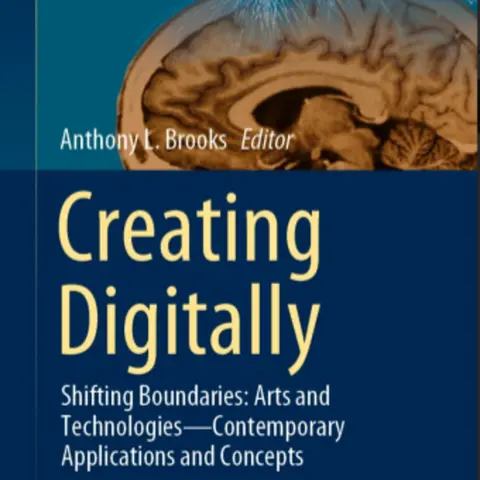 Anthony L. Brooks Editor
Creating
Digitally
Shifting Boundaries: Arts and
Technologies—Contemporary
Applications and Concepts